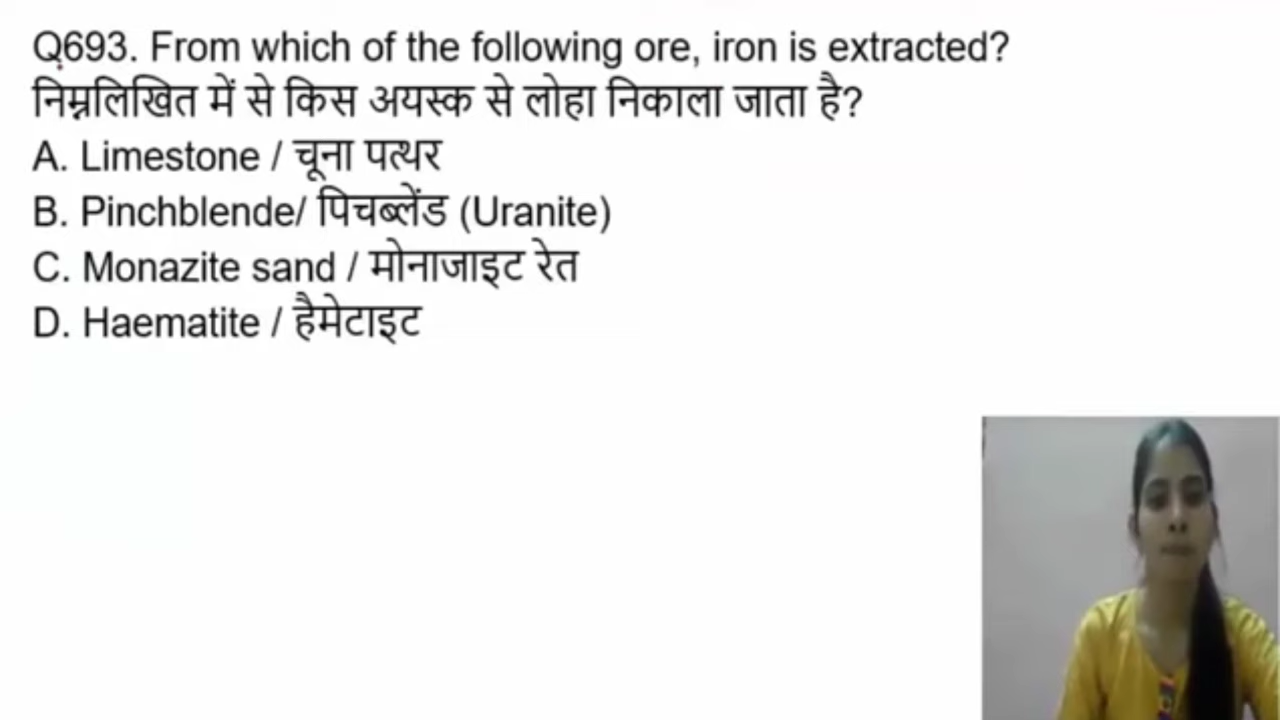 Q693. From which of the following ore, iron is extracted?
निम्नलिखित में से किस अयस्क से लोहा निकाला जाता है?
A. Limestone / चूना पत्थर
B. Pinchblende/ पिचब्लेंड (Uranite)
C. Monazite sand / मोनाजाइट रेत
D. Haematite / हैमेटाइट